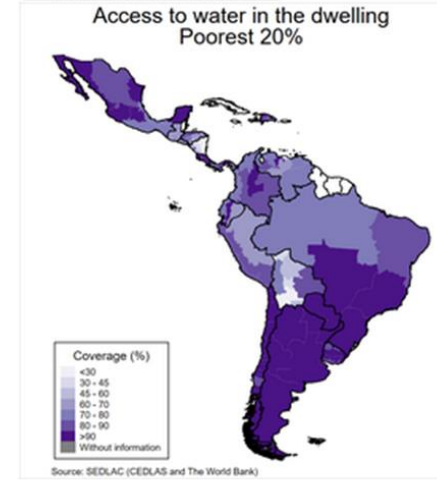 Access to water in the dwelling
Poorest 20%
Coverage (%)
<30
30 - 45
45 - 60
60 - 70
70 - 80
80 - 90
>90
Without information
Source: SEDLAC (CEDLAS and The World Bank)